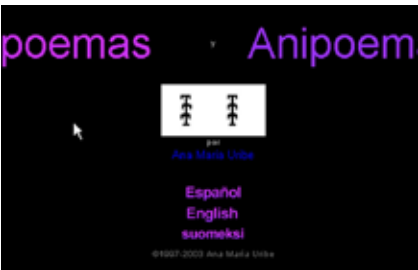 poemas y Anipoem
T T
T T
T T
por
Ana María Uribe
Español
English
suomeksi
©1997-2003 Ana María Uribe